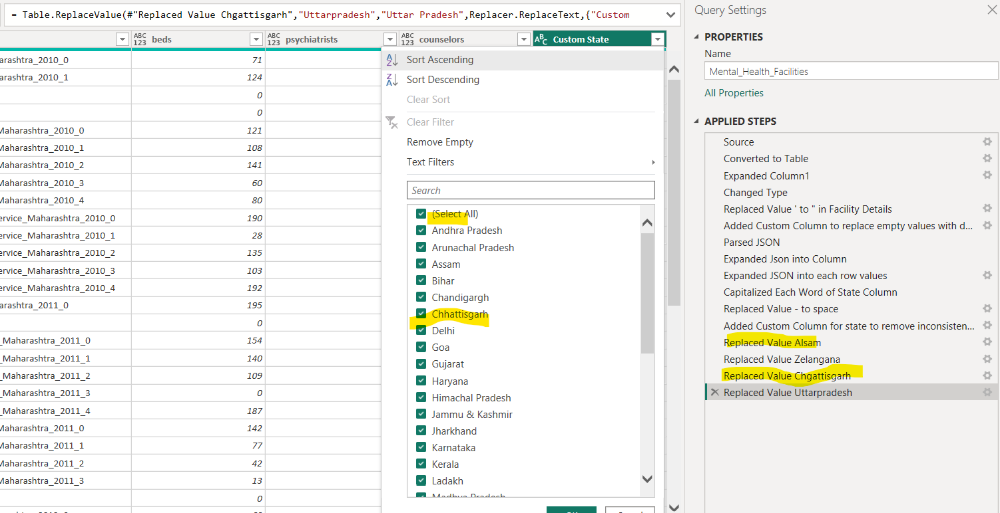 = Table.ReplaceValue(#"Replaced Value Chgattisgarh","Uttarpradesh","Uttar Pradesh",Replacer.ReplaceText,{"Custom
ABC 123 beds ABC 123 psychiatrists ABC 123 counselors ABC Custom State
arashtra_2010_0 71
arashtra_2010_1 124
0
0
Maharashtra_2010_0 121
Maharashtra_2010_1 108
Maharashtra_2010_2 141
Maharashtra_2010_3 60
Maharashtra_2010_4 80
ervice_Maharashtra_2010_0 190
ervice_Maharashtra_2010_1 28
ervice_Maharashtra_2010_2 135
ervice_Maharashtra_2010_3 103
ervice_Maharashtra_2010_4 192
arashtra_2011_0 195
0
_Maharashtra_2011_0 154
_Maharashtra_2011_1 140
_Maharashtra_2011_2 109
_Maharashtra_2011_3 0
_Maharashtra_2011_4 187
Maharashtra_2011_0 142
Maharashtra_2011_1 77
Maharashtra_2011_2 42
Maharashtra_2011_3 13
0
Sort Ascending
Sort Descending
Clear Sort
Clear Filter
Remove Empty
Text Filters
Search
(Select All)
Andhra Pradesh
Arunachal Pradesh
Assam
Bihar
Chandigargh
Chhattisgarh
Delhi
Goa
Gujarat
Haryana
Himachal Pradesh
Jammu & Kashmir
Jharkhand
Karnataka
Kerala
Ladakh
Madhya Pradesh
Query Settings
PROPERTIES
Name
Mental_Health_Facilities
All Properties
APPLIED STEPS
Source
Converted to Table
Expanded Column1
Changed Type
Replaced Value ' to " in Facility Details
Added Custom Column to replace empty values with d...
Parsed JSON
Expanded Json into Column
Expanded JSON into each row values
Capitalized Each Word of State Column
Replaced Value - to space
Added Custom Column for state to remove inconsisten...
Replaced Value Alsam
Replaced Value Zelangana
Replaced Value Chgattisgarh
Replaced Value Uttarpradesh